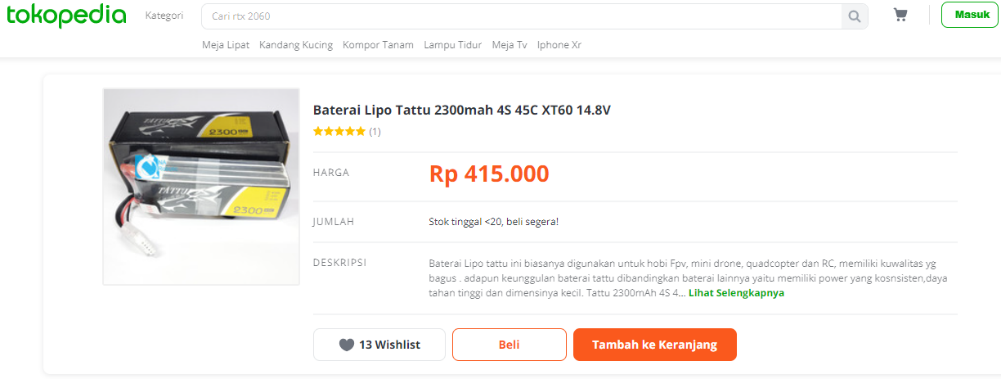 tokopedia
Kategori
Cari rtx 2060
Masuk
Meja Lipat Kandang Kucing Kompor Tanam Lampu Tidur Meja Tv Iphone Xr
TATTU
2300
TATTU
2300
Baterai Lipo Tattu 2300mah 4S 45C XT60 14.8V
(1)
HARGA
Rp 415.000
JUMLAH
Stok tinggal <20, beli segera!
DESKRIPSI
Baterai Lipo tattu ini biasanya digunakan untuk hobi Fpv, mini drone, quadcopter dan RC, memiliki kuwalitas yg
bagus . adapun keunggulan baterai tattu dibandingkan baterai lainnya yaitu memiliki power yang kosnsisten,daya
tahan tinggi dan dimensinya kecil. Tattu 2300mAh 4S 4... Lihat Selengkapnya
13 Wishlist
Beli
Tambah ke Keranjang